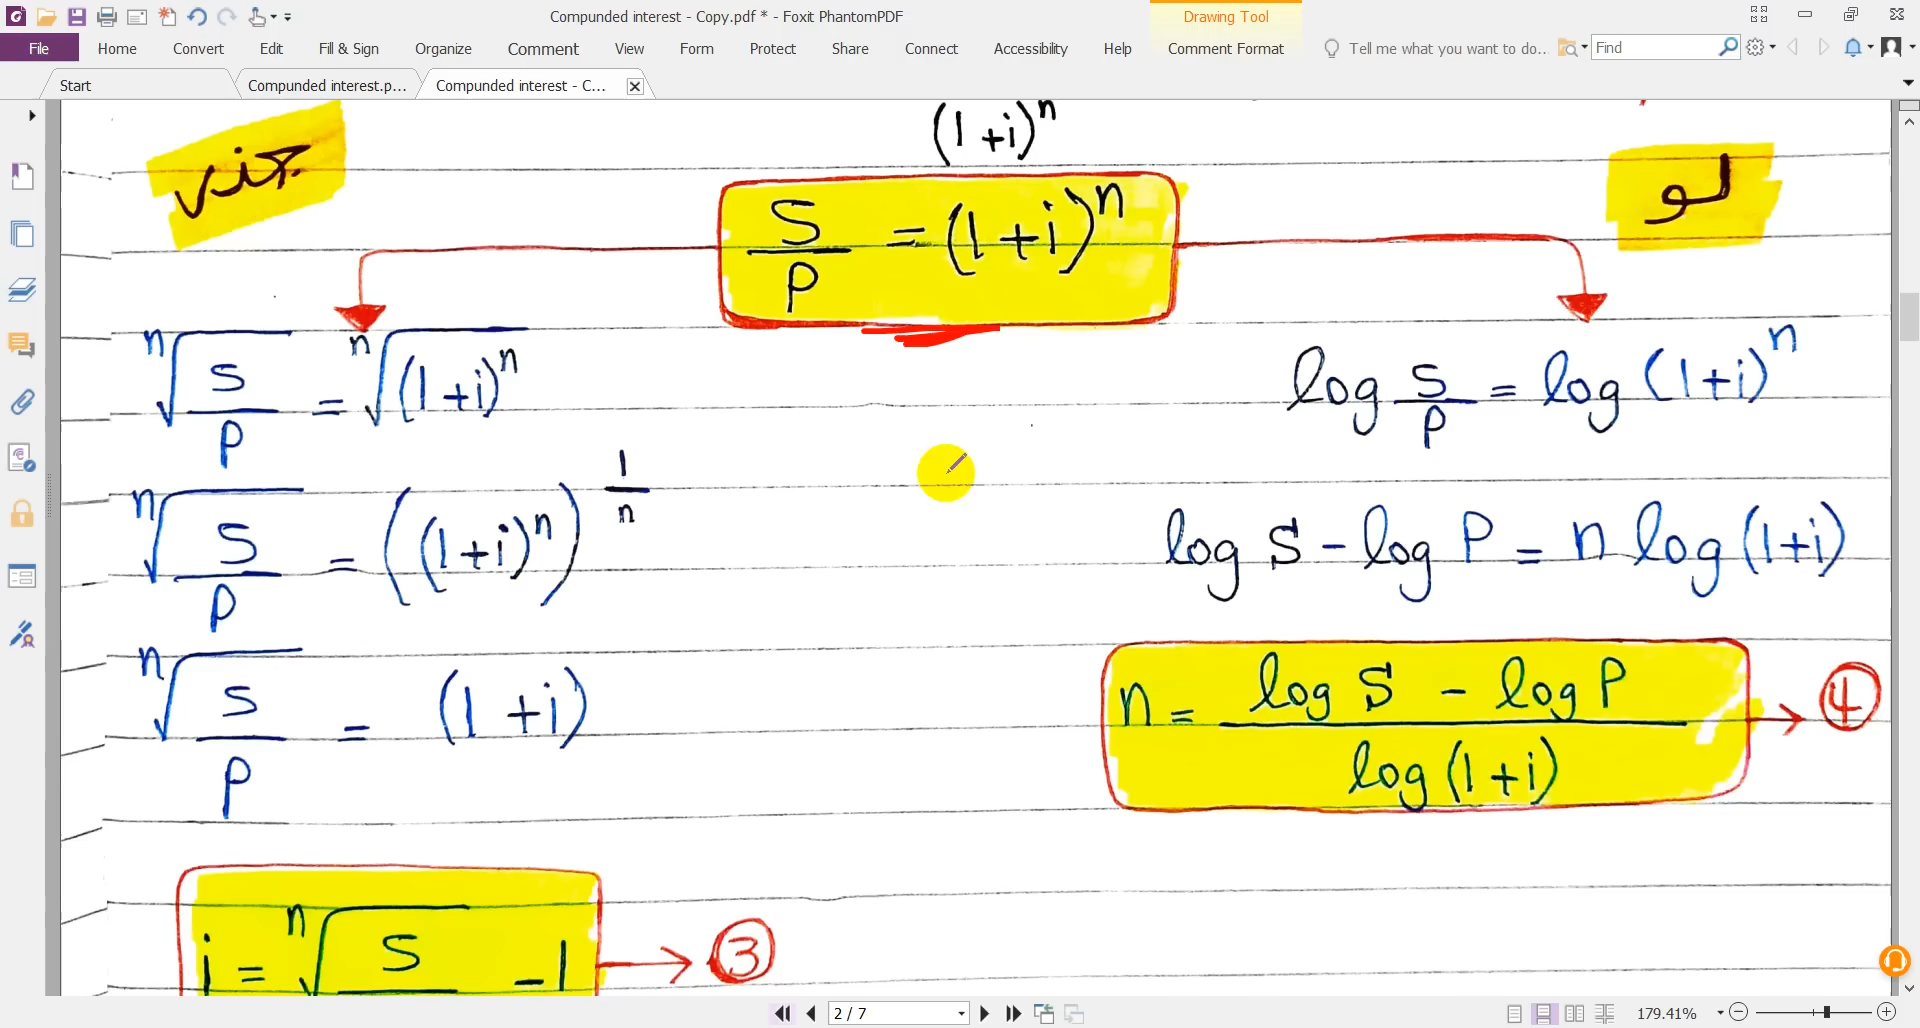 Compunded interest - Copy.pdf * - Foxit PhantomPDF
Drawing Tool
File Home Convert Edit Fill & Sign Organize Comment View Form Protect Share Connect Accessibility Help Comment Format Tell me what you want to do... Find
Start Compunded interest.p... Compunded interest - C...
(1+i)^n
جذر
لو
S/P = (1+i)^n
ⁿ√(S/P) = ⁿ√((1+i)^n)
log S/P = log (1+i)^n
ⁿ√(S/P) = ((1+i)^n)^(1/n)
log S - log P = n log (1+i)
ⁿ√(S/P) = (1+i)
n = (log S - log P) / log (1+i) → ④
i = ⁿ√(S -1 → ③
2 / 7
179.41%